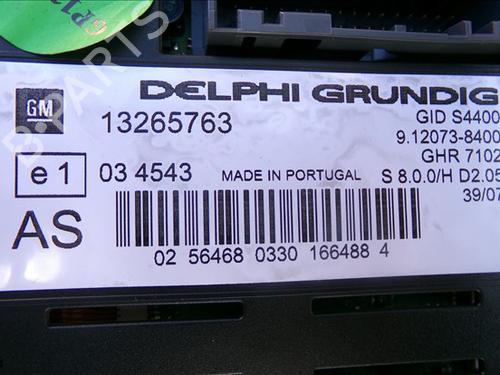 DELPHI GRUNDIG
GM
13265763
GID S4400
9.12073-8400
GHR 7102
e 1
03 4543
MADE IN PORTUGAL
S 8.0.0/H D2.05
39/07
AS
02 56468 0330 166488 4
B-PARTS